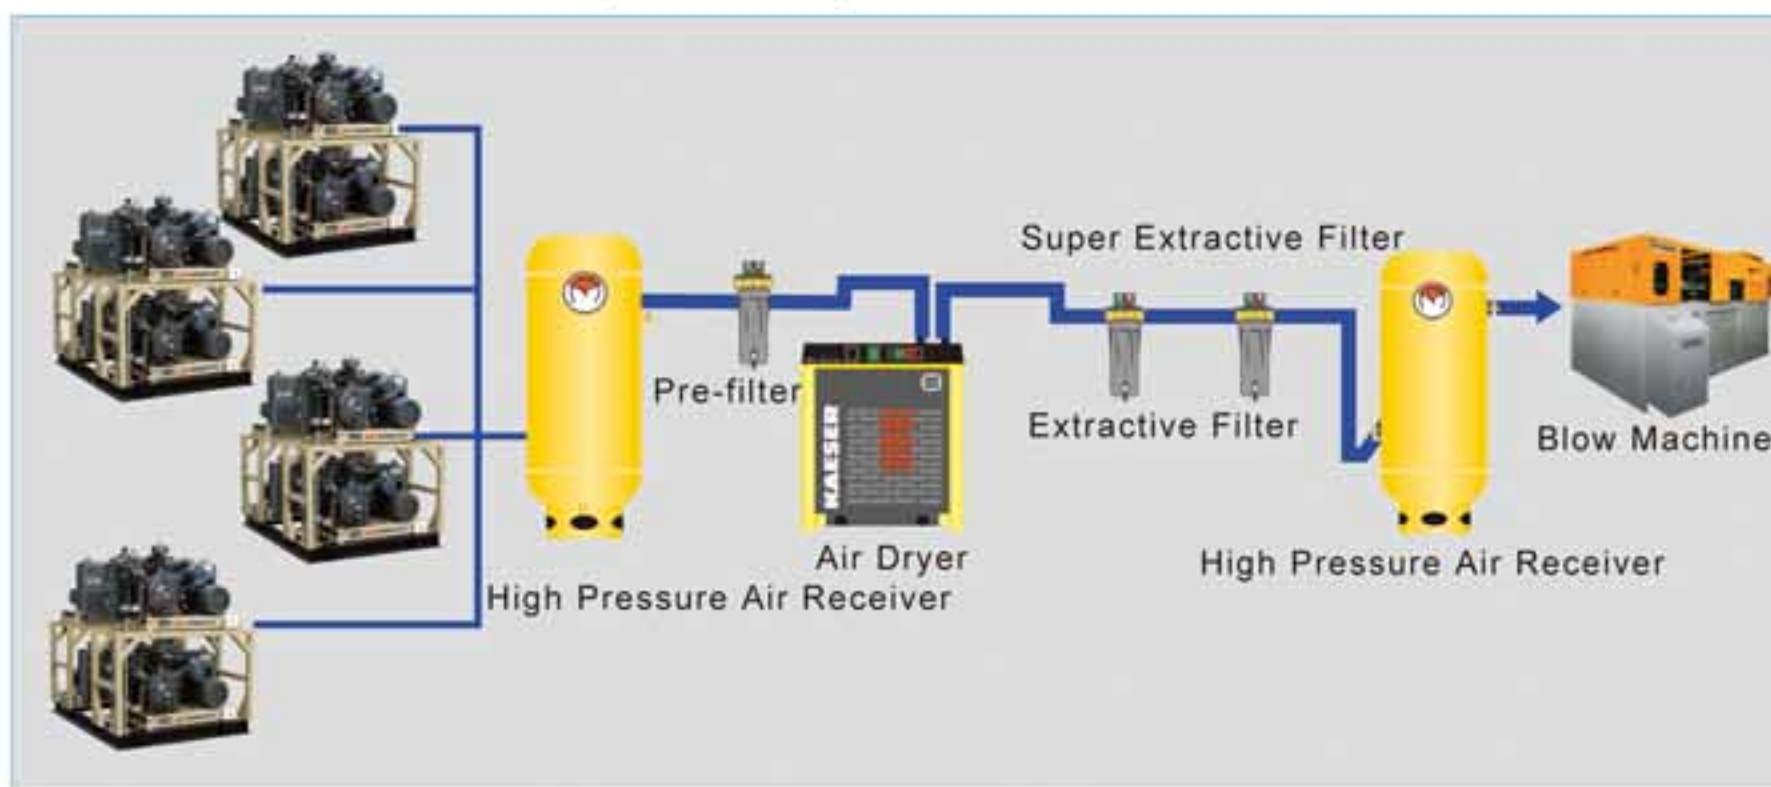 Super Extractive Filter
Pre-filter
KAESER
Extractive Filter
Blow Machine
Air Dryer
High Pressure Air Receiver
High Pressure Air Receiver